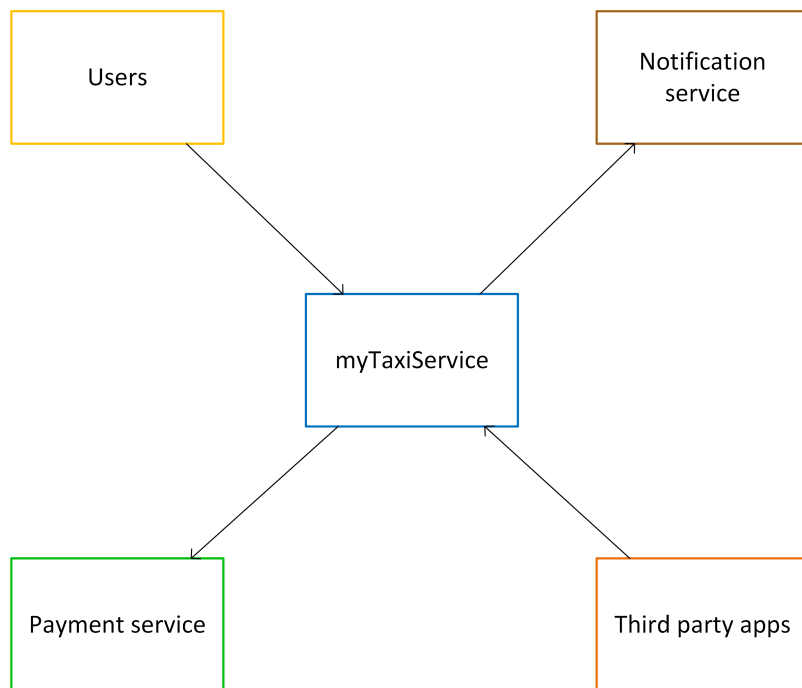 Users
Notification
service
myTaxiService
Payment service
Third party apps